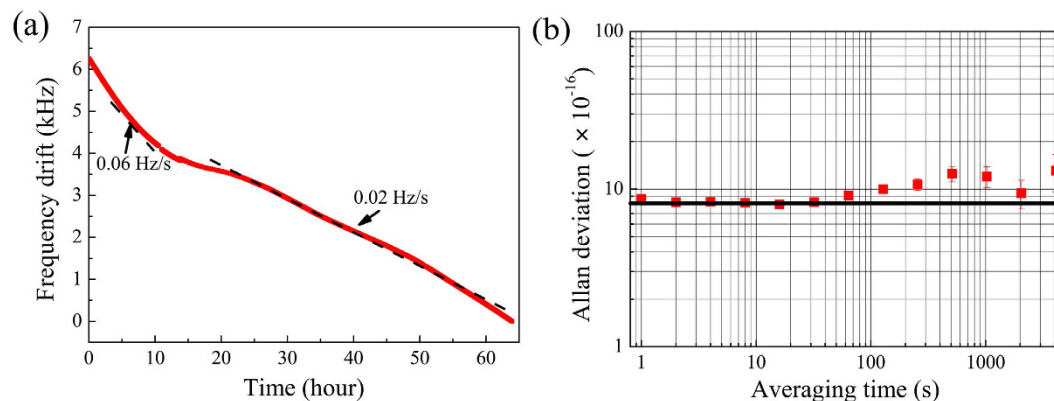 (a)
7
6
5
4
3
2
1
0
Frequency drift (kHz)
0.06 Hz/s
0.02 Hz/s
0 10 20 30 40 50 60
Time (hour)
(b)
100
10
1
Allan deviation ( × 10⁻¹⁶)
1 10 100 1000
Averaging time (s)